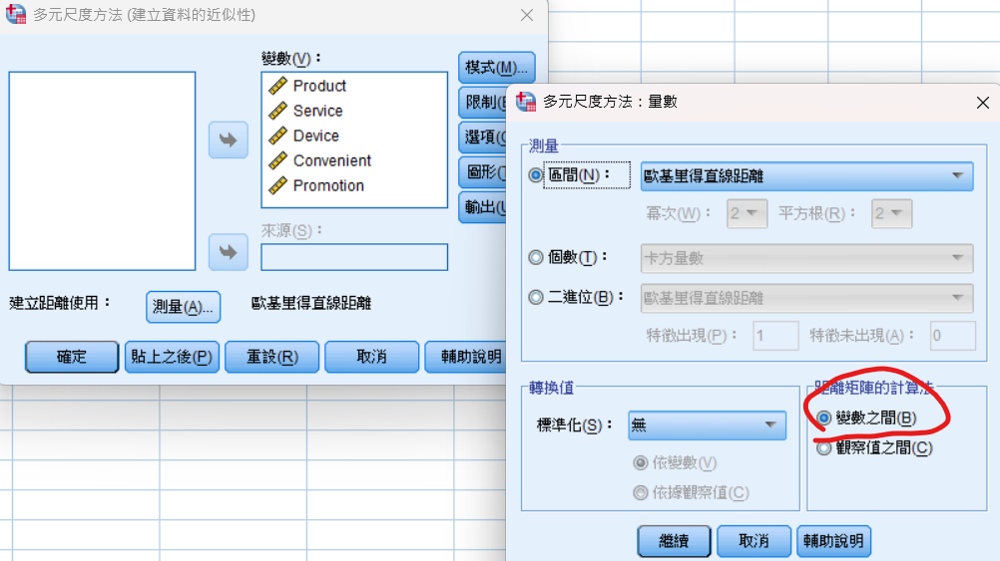 多元尺度方法 (建立資料的近似性)
變數(V)：
Product
Service
Device
Convenient
Promotion
來源(S)：
模式(M)...
限制(
選項(
圖形(
輸出(
建立距離使用：
測量(A)...
歐基里得直線距離
確定
貼上之後(P)
重設(R)
取消
輔助說明
多元尺度方法：量數
測量
區間(N)：
歐基里得直線距離
冪次(W)：
2
平方根(R)：
2
個數(T)：
卡方量數
二進位(B)：
歐基里得直線距離
特徵出現(P)：
1
特徵未出現(A)：
0
轉換值
標準化(S)：
無
依變數(V)
依據觀察值(C)
距離矩陣的計算法
變數之間(B)
觀察值之間(C)
繼續
取消
輔助說明